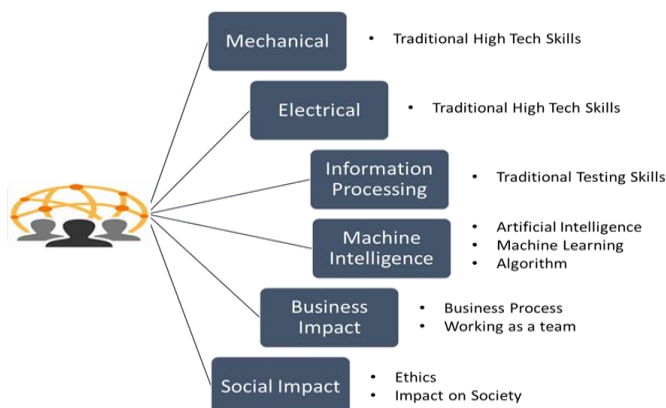 Mechanical
• Traditional High Tech Skills
Electrical
• Traditional High Tech Skills
Information
Processing
• Traditional Testing Skills
Machine
Intelligence
• Artificial Intelligence
• Machine Learning
• Algorithm
Business
Impact
• Business Process
• Working as a team
Social Impact
• Ethics
• Impact on Society